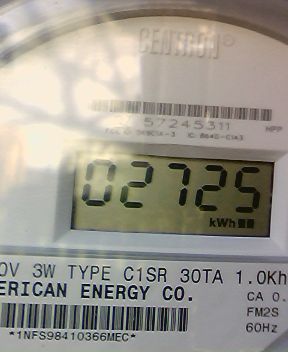 CENTRON®
57245311
HPP
02725
kWh
0V 3W TYPE C1SR 30TA 1.0Kh
ERICAN ENERGY CO.
CA 0.
FM2S
60Hz
*1NFS98410366MEC*